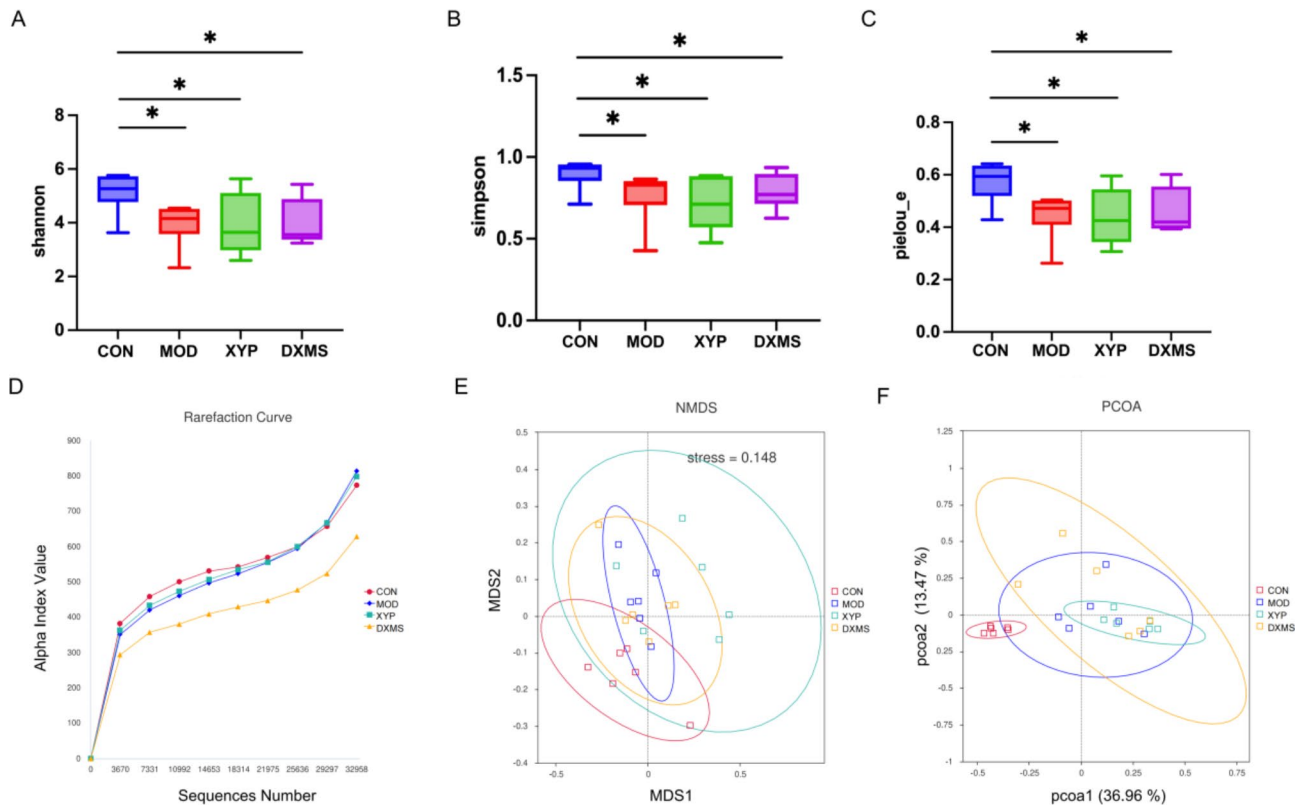 A
*
*
*
shannon
8
6
4
2
0
CON MOD XYP DXMS
B
*
*
*
simpson
1.5
1.0
0.5
0.0
CON MOD XYP DXMS
C
*
*
*
pielou_e
0.8
0.6
0.4
0.2
0.0
CON MOD XYP DXMS
D
Rarefaction Curve
Alpha Index Value
900
800
700
600
500
400
300
200
100
0
0 3670 7331 10992 14653 18314 21975 25636 29297 32958
Sequences Number
CON
MOD
XYP
DXMS
E
NMDS
stress = 0.148
MDS2
0.5
0.4
0.3
0.2
0.1
0
-0.1
-0.2
-0.3
-0.4
-0.5 0 0.5
MDS1
CON
MOD
XYP
DXMS
F
PCOA
pcoa2 (13.47 %)
1.25
1
0.75
0.5
0.25
0
-0.25
-0.5
-0.75
-1
-0.5 -0.25 0 0.25 0.5 0.75
pcoa1 (36.96 %)
CON
MOD
XYP
DXMS